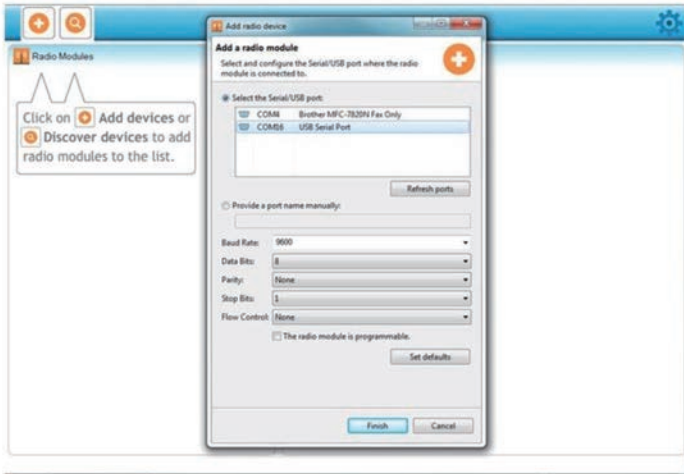 Radio Modules
Click on Add devices or
Discover devices to add
radio modules to the list.
Add radio device
Add a radio module
Select and configure the Serial/USB port where the radio
module is connected to.
Select the Serial/USB port:
COM4 Brother MFC-7820N Fax Only
COM16 USB Serial Port
Refresh ports
Provide a port name manually:
Baud Rate: 9600
Data Bits: 8
Parity: None
Stop Bits: 1
Flow Control: None
The radio module is programmable.
Set defaults
Finish Cancel